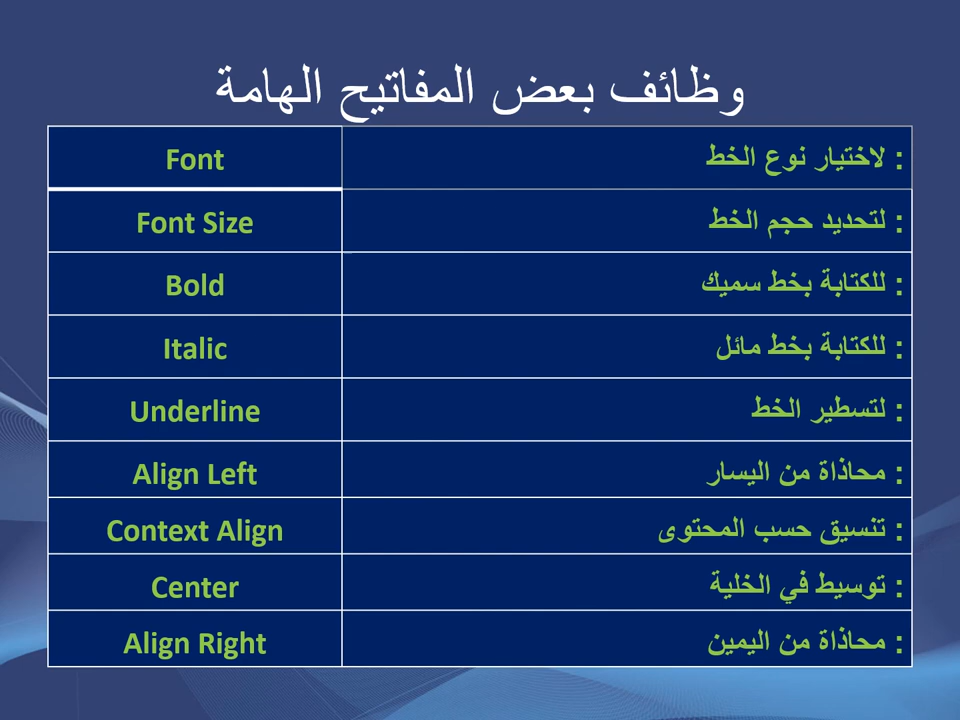 وظائف بعض المفاتيح الهامة
Font : لاختيار نوع الخط
Font Size : لتحديد حجم الخط
Bold : للكتابة بخط سميك
Italic : للكتابة بخط مائل
Underline : لتسطير الخط
Align Left : محاذاة من اليسار
Context Align : تنسيق حسب المحتوى
Center : توسيط في الخلية
Align Right : محاذاة من اليمين